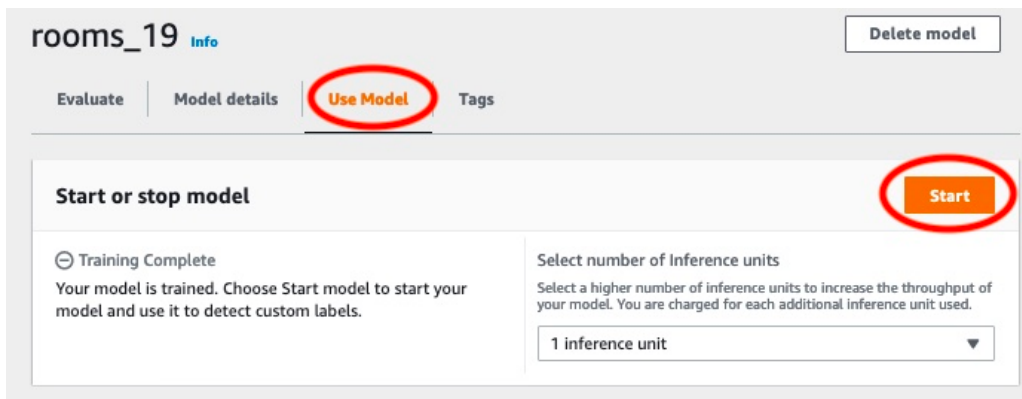 rooms_19 Info
Delete model
Evaluate
Model details
Use Model
Tags
Start or stop model
Start
Training Complete
Your model is trained. Choose Start model to start your
model and use it to detect custom labels.
Select number of Inference units
Select a higher number of inference units to increase the throughput of
your model. You are charged for each additional inference unit used.
1 inference unit